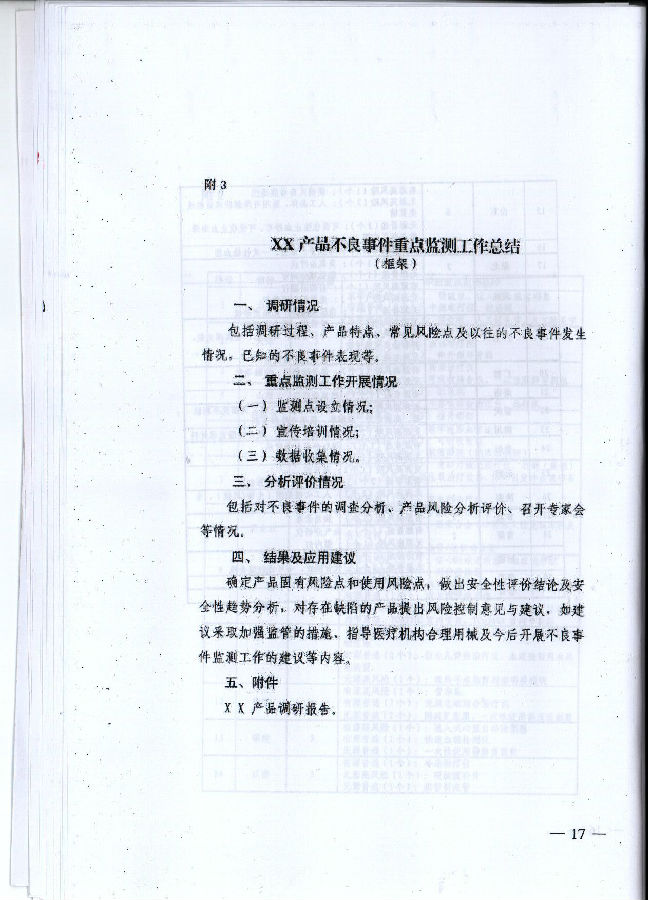 附 3
XX 产品不良事件重点监测工作总结
（框架）
一、 调研情况
包括调研过程、产品特点、常见风险点及以往的不良事件发生
情况。已知的不良事件表现等。
二、 重点监测工作开展情况
（一）监测点设立情况；
（二）宣传培训情况；
（三）数据收集情况。
三、 分析评价情况
包括对不良事件的调查分析、产品风险分析评价、召开专家会
等情况。
四、 结果及应用建议
确定产品固有风险点和使用风险点，做出安全性评价结论及安
全性趋势分析，对存在缺陷的产品提出风险控制意见与建议，如建
议采取加强监管的措施、指导医疗机构合理用械及今后开展不良事
件监测工作的建议等内容。
五、附件
X X 产品调研报告。
— 17 —